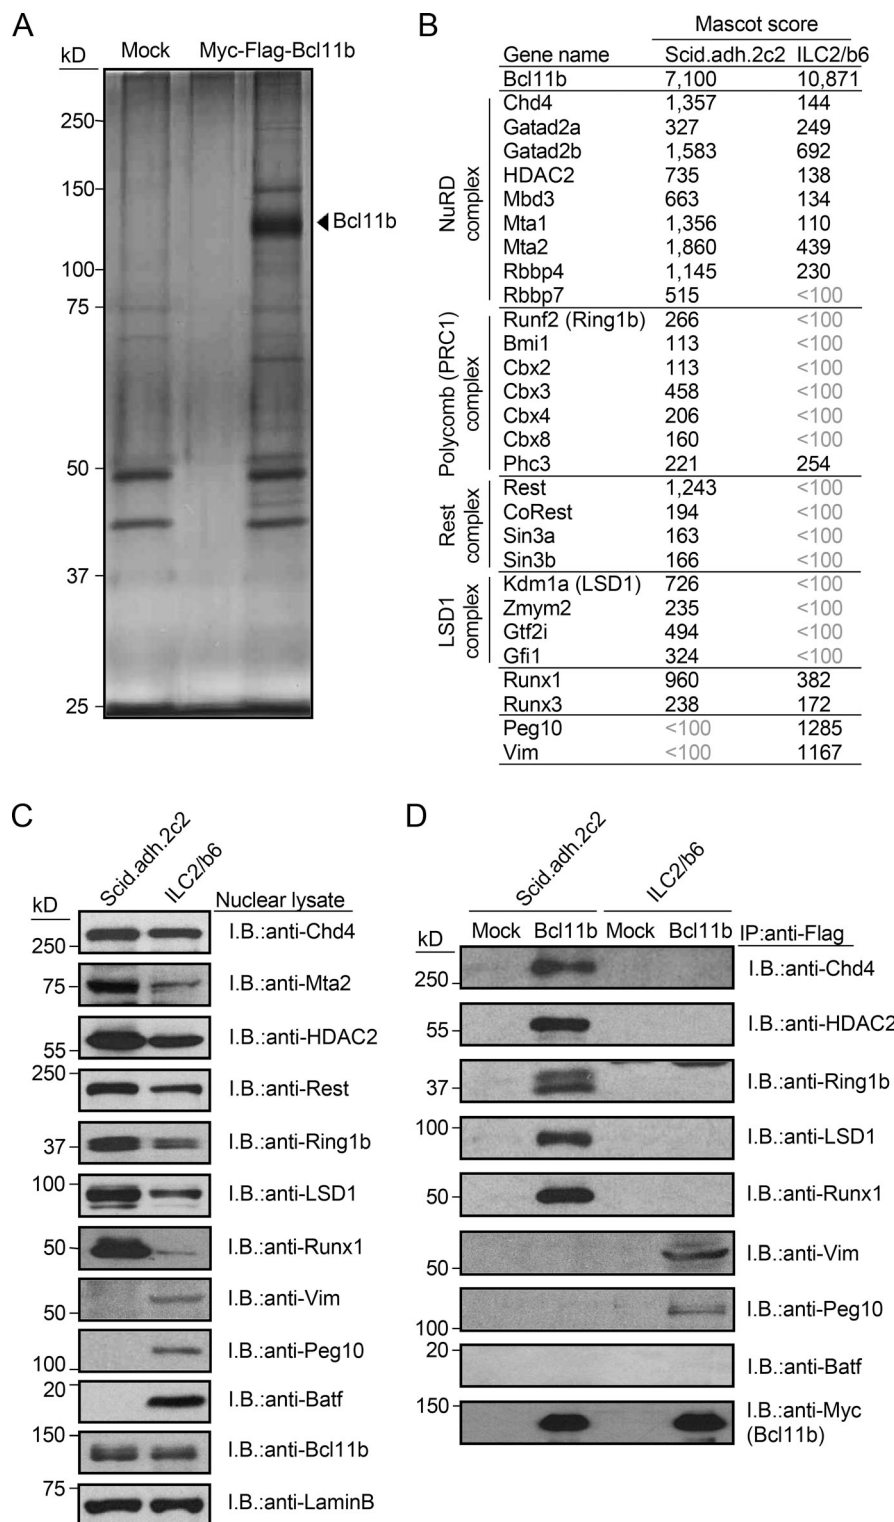 A
kD
Mock Myc-Flag-Bcl11b
250
150
Bcl11b
100
75
50
37
25
B
Mascot score
Gene name Scid.adh.2c2 ILC2/b6
Bcl11b 7,100 10,871
NuRD complex
Chd4 1,357 144
Gatad2a 327 249
Gatad2b 1,583 692
HDAC2 735 138
Mbd3 663 134
Mta1 1,356 110
Mta2 1,860 439
Rbbp4 1,145 230
Rbbp7 515 <100
Polycomb (PRC1) complex
Runf2 (Ring1b) 266 <100
Bmi1 113 <100
Cbx2 113 <100
Cbx3 458 <100
Cbx4 206 <100
Cbx8 160 <100
Phc3 221 254
Rest complex
Rest 1,243 <100
CoRest 194 <100
Sin3a 163 <100
Sin3b 166 <100
LSD1 complex
Kdm1a (LSD1) 726 <100
Zmym2 235 <100
Gtf2i 494 <100
Gfi1 324 <100
Runx1 960 382
Runx3 238 172
Peg10 <100 1285
Vim <100 1167
C
Scid.adh.2c2
ILC2/b6
kD Nuclear lysate
250 I.B.:anti-Chd4
75 I.B.:anti-Mta2
55 I.B.:anti-HDAC2
250 I.B.:anti-Rest
37 I.B.:anti-Ring1b
100 I.B.:anti-LSD1
50 I.B.:anti-Runx1
50 I.B.:anti-Vim
100 I.B.:anti-Peg10
20 I.B.:anti-Batf
150 I.B.:anti-Bcl11b
75 I.B.:anti-LaminB
D
Scid.adh.2c2
ILC2/b6
kD Mock Bcl11b Mock Bcl11b IP:anti-Flag
250 I.B.:anti-Chd4
55 I.B.:anti-HDAC2
37 I.B.:anti-Ring1b
100 I.B.:anti-LSD1
50 I.B.:anti-Runx1
50 I.B.:anti-Vim
100 I.B.:anti-Peg10
20 I.B.:anti-Batf
150 I.B.:anti-Myc
(Bcl11b)